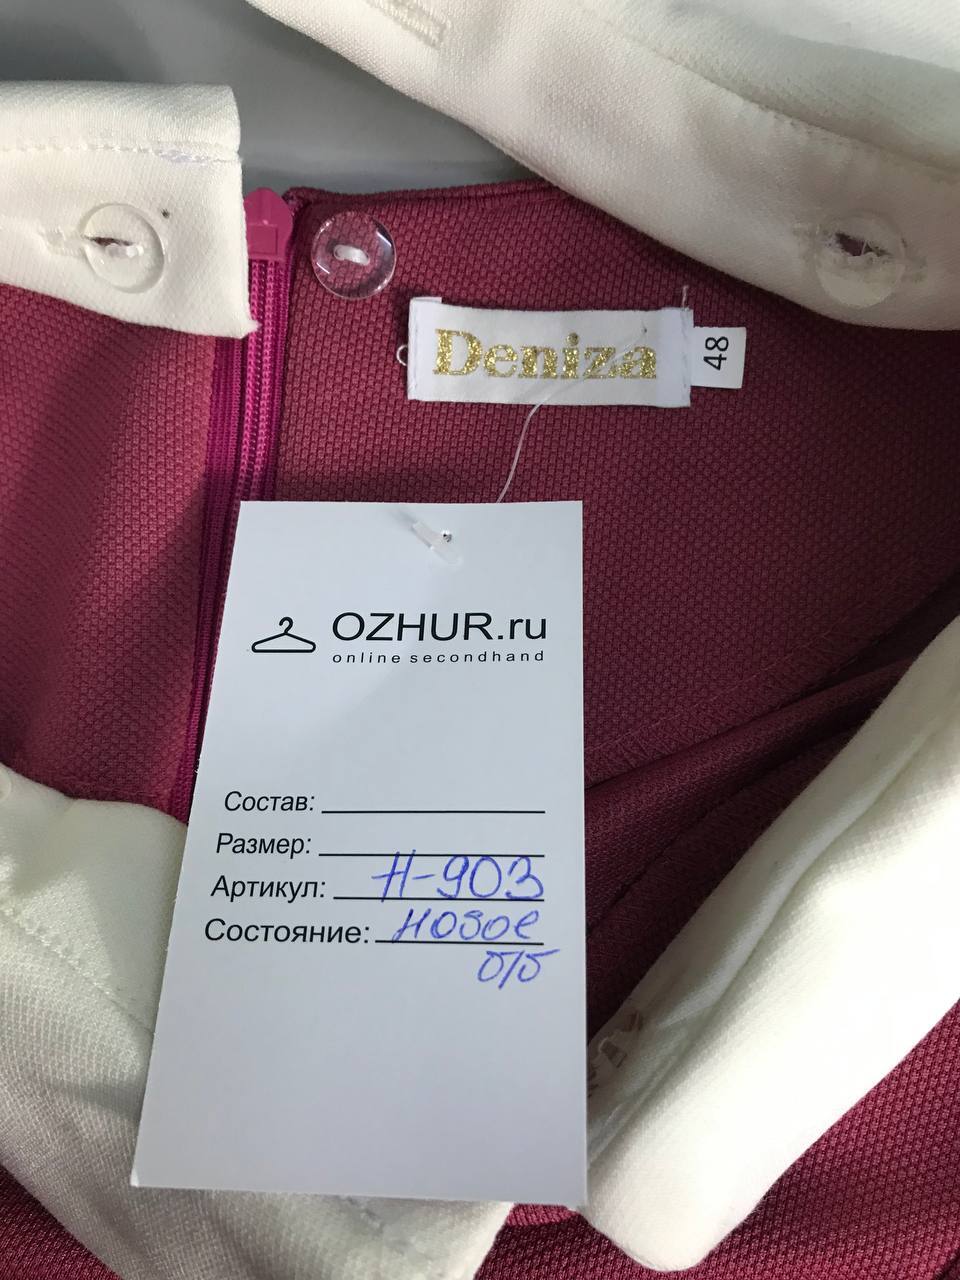 Deniza
48
OZHUR.ru
online secondhand
Состав:
Размер:
Артикул: Н-903
Состояние: новое
б/б